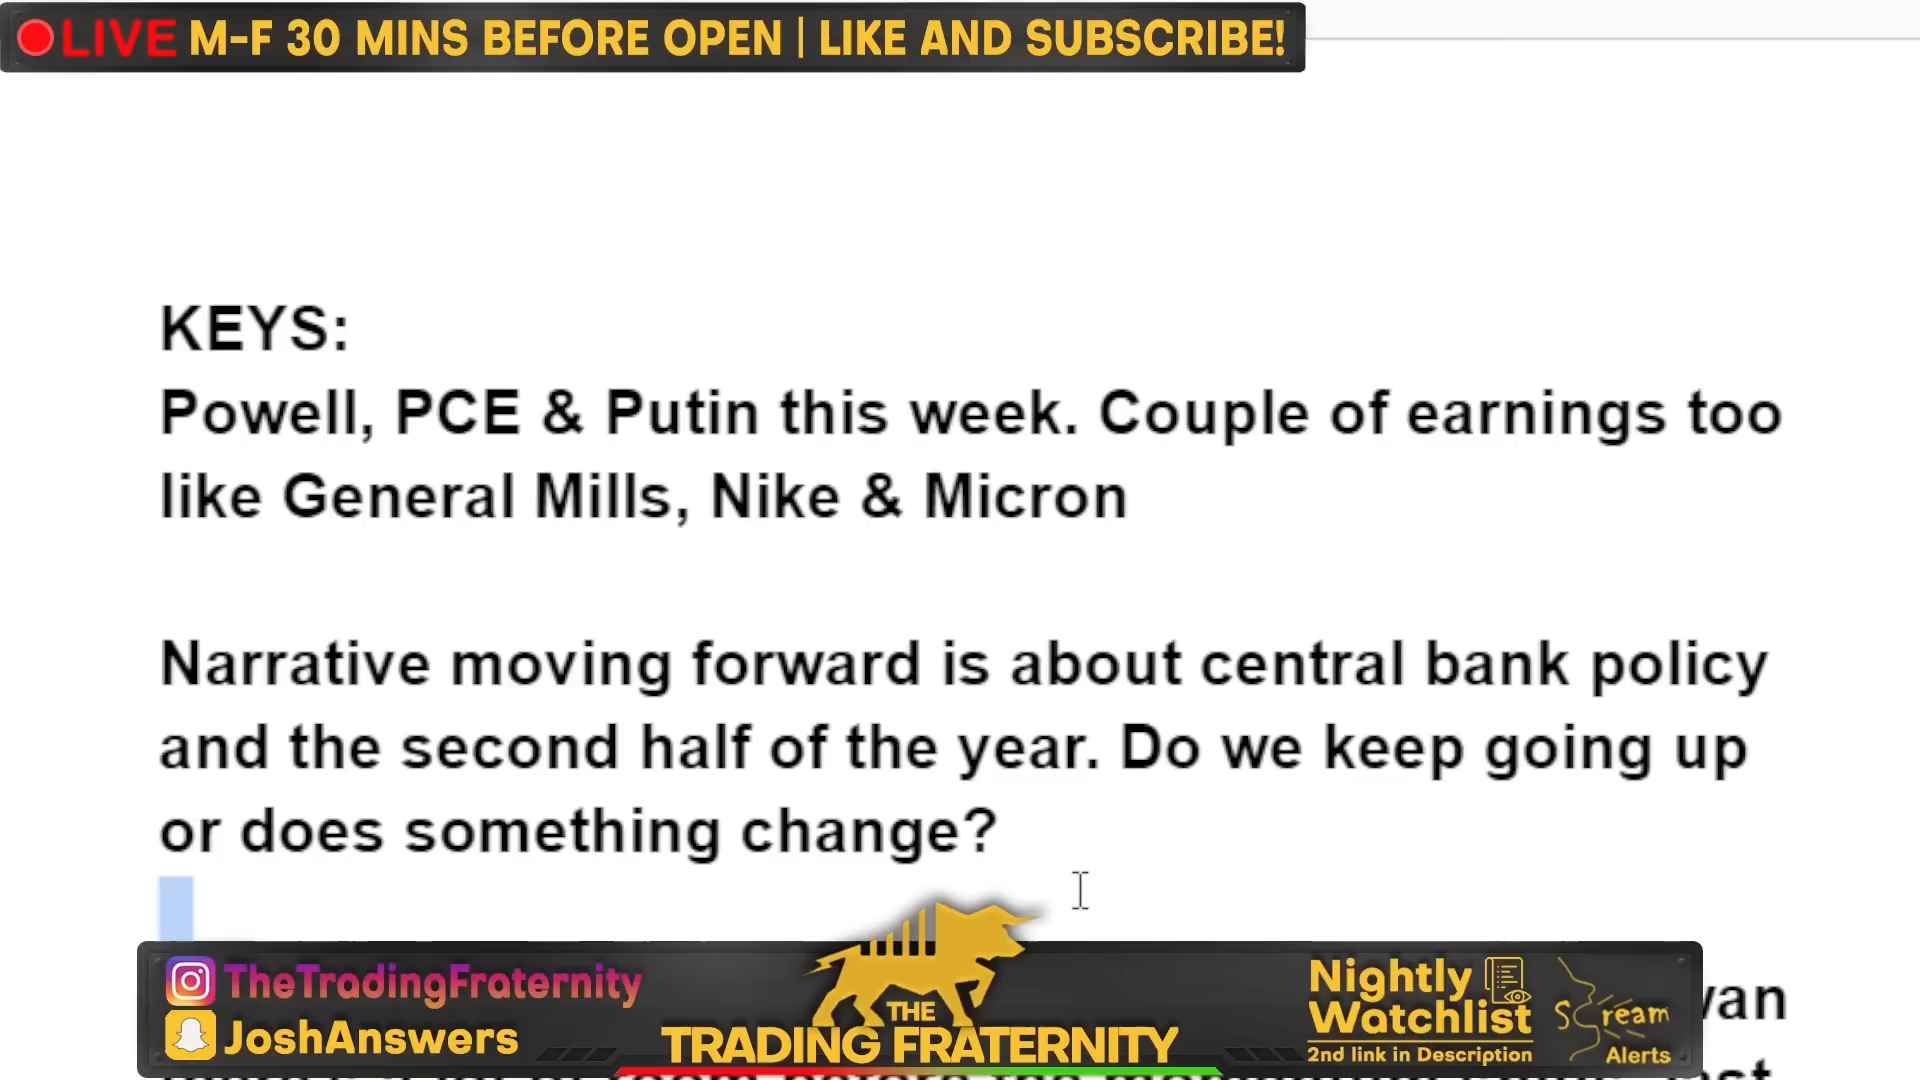 LIVE M-F 30 MINS BEFORE OPEN | LIKE AND SUBSCRIBE!
KEYS:
Powell, PCE & Putin this week. Couple of earnings too
like General Mills, Nike & Micron
Narrative moving forward is about central bank policy
and the second half of the year. Do we keep going up
or does something change?
TheTradingFraternity
JoshAnswers
THE
TRADING FRATERNITY
Nightly
Watchlist
2nd link in Description
Scream
Alerts